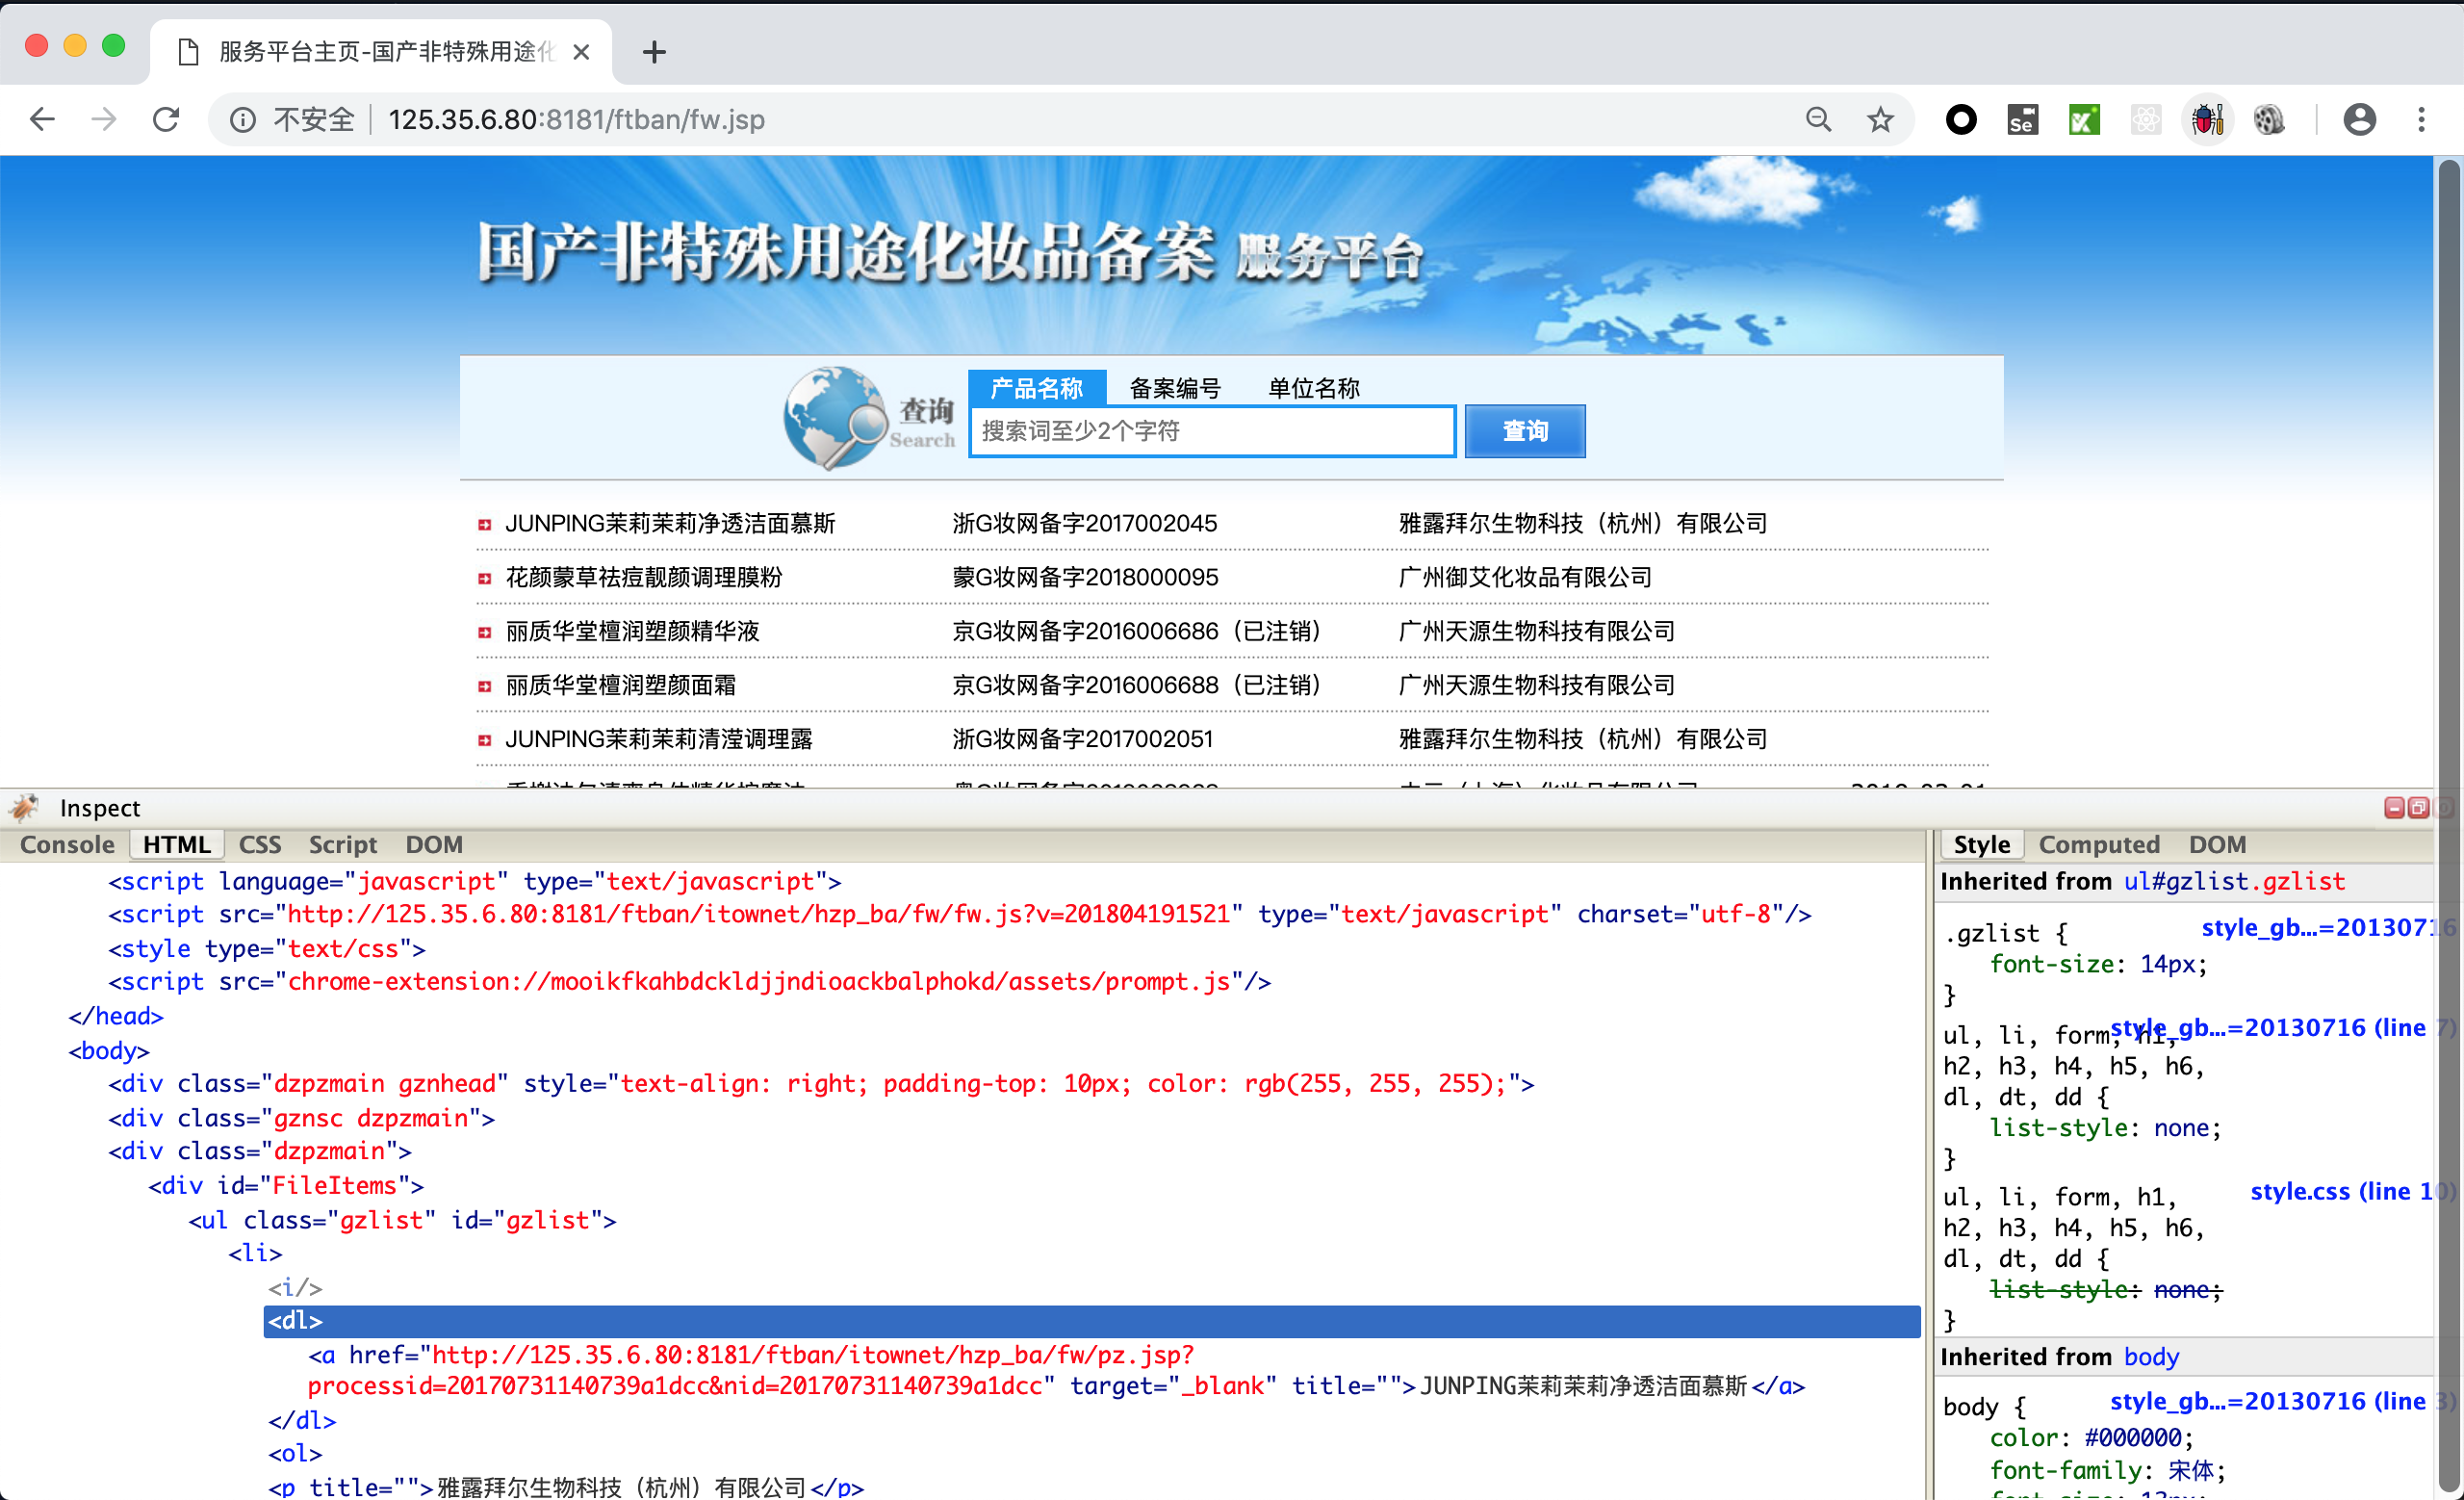 服务平台主页-国产非特殊用途化
不安全 125.35.6.80:8181/ftban/fw.jsp
Se
国产非特殊用途化妆品备案 服务平台
产品名称 备案编号 单位名称
查询 Search 搜索词至少2个字符 查询
JUNPING茉莉茉莉净透洁面慕斯 浙G妆网备字2017002045 雅露拜尔生物科技（杭州）有限公司
花颜蒙草祛痘靓颜调理膜粉 蒙G妆网备字2018000095 广州御艾化妆品有限公司
丽质华堂檀润塑颜精华液 京G妆网备字2016006686（已注销） 广州天源生物科技有限公司
丽质华堂檀润塑颜面霜 京G妆网备字2016006688（已注销） 广州天源生物科技有限公司
JUNPING茉莉茉莉清滢调理露 浙G妆网备字2017002051 雅露拜尔生物科技（杭州）有限公司
Inspect
Console HTML CSS Script DOM
<script language="javascript" type="text/javascript">
<script src="http://125.35.6.80:8181/ftban/itownet/hzp_ba/fw/fw.js?v=201804191521" type="text/javascript" charset="utf-8"/>
<style type="text/css">
<script src="chrome-extension://mooikfkahbdckldjjndioackbalphokd/assets/prompt.js"/>
</head>
<body>
<div class="dzpzmain gznhead" style="text-align: right; padding-top: 10px; color: rgb(255, 255, 255);">
<div class="gznsc dzpzmain">
<div class="dzpzmain">
<div id="FileItems">
<ul class="gzlist" id="gzlist">
<li>
<i/>
<dl>
<a href="http://125.35.6.80:8181/ftban/itownet/hzp_ba/fw/pz.jsp?
processid=20170731140739a1dcc&nid=20170731140739a1dcc" target="_blank" title="">JUNPING茉莉茉莉净透洁面慕斯</a>
</dl>
<ol>
<p title="">雅露拜尔生物科技（杭州）有限公司</p>
Style Computed DOM
Inherited from ul#gzlist.gzlist
.gzlist { style_gb...=20130716
font-size: 14px;
}
style_gb...=20130716 (line 7)
ul, li, form, h1,
h2, h3, h4, h5, h6,
dl, dt, dd {
list-style: none;
}
ul, li, form, h1, style.css (line 10)
h2, h3, h4, h5, h6,
dl, dt, dd {
list-style: none;
}
Inherited from body
body { style_gb...=20130716 (line 3)
color: #000000;
font-family: 宋体;